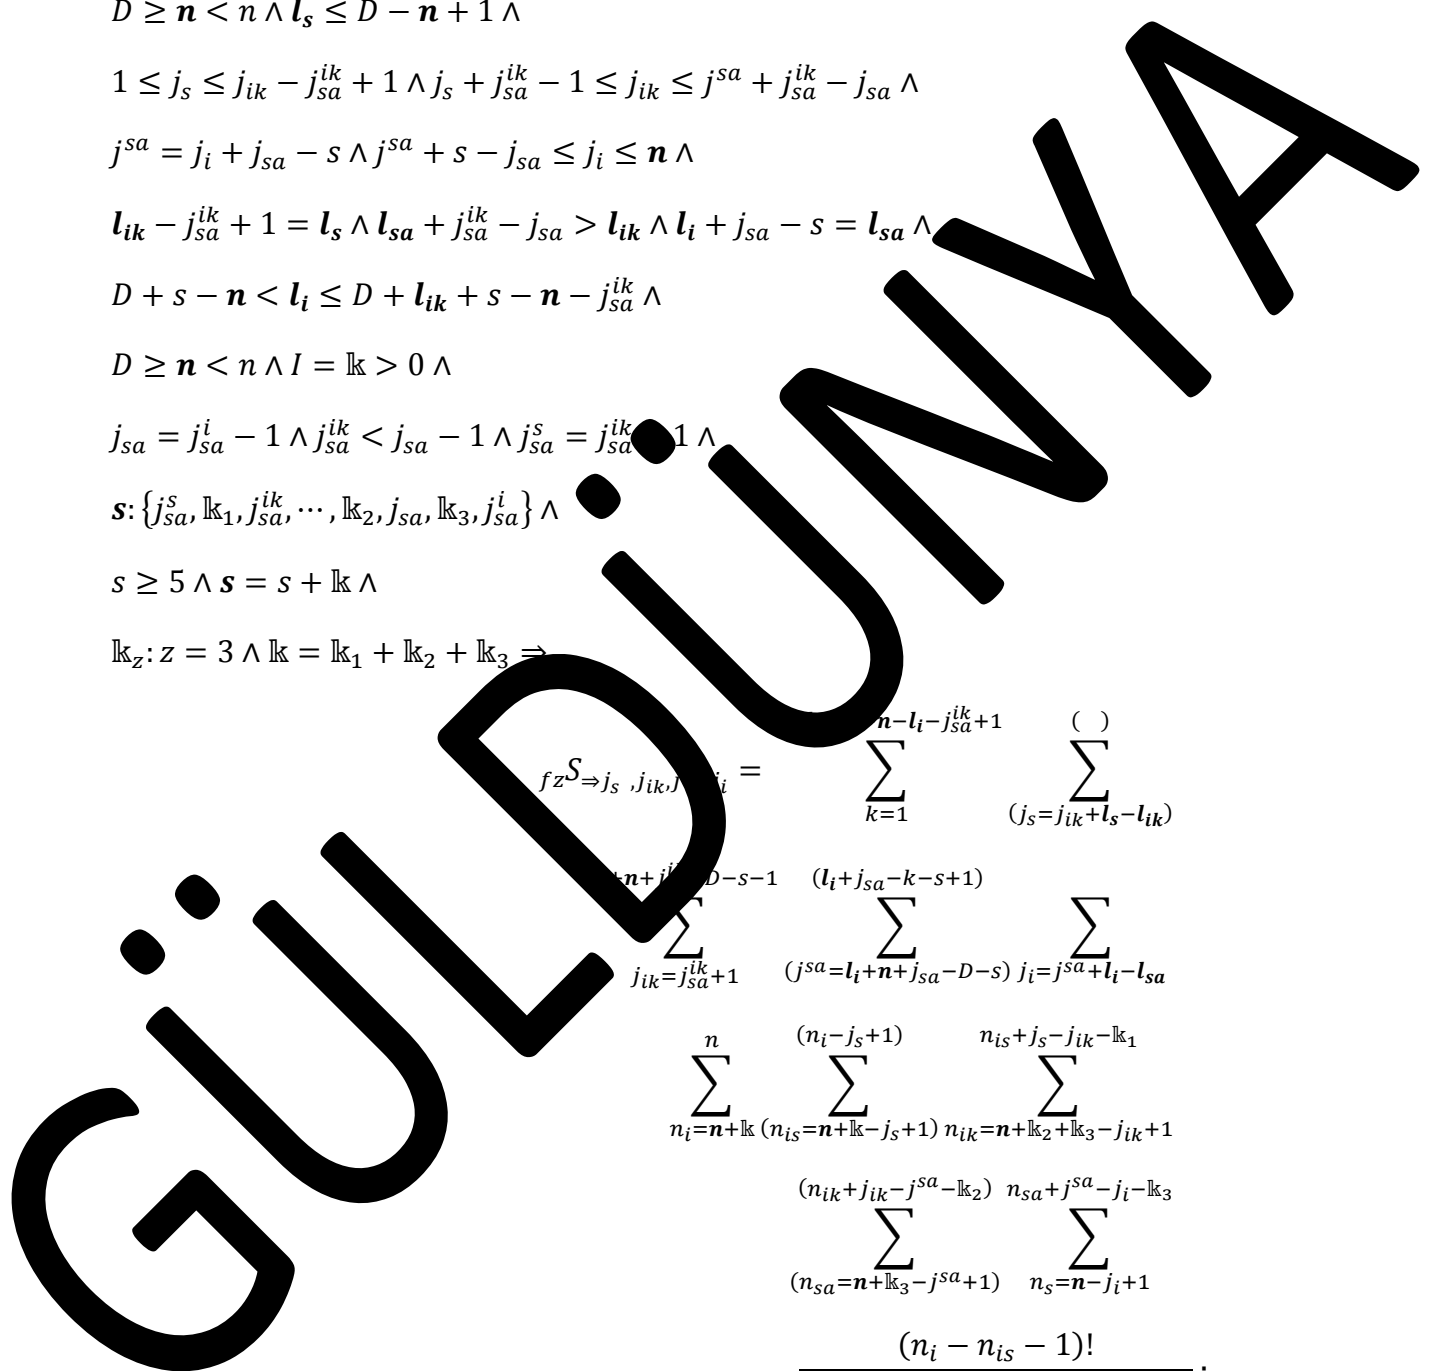 D ≥ n < n ∧ l_s ≤ D − n + 1 ∧
1 ≤ j_s ≤ j_{ik} − j_{sa}^{ik} + 1 ∧ j_s + j_{sa}^{ik} − 1 ≤ j_{ik} ≤ j^{sa} + j_{sa}^{ik} − j_{sa} ∧
j^{sa} = j_i + j_{sa} − s ∧ j^{sa} + s − j_{sa} ≤ j_i ≤ n ∧
l_{ik} − j_{sa}^{ik} + 1 = l_s ∧ l_{sa} + j_{sa}^{ik} − j_{sa} > l_{ik} ∧ l_i + j_{sa} − s = l_{sa} ∧
D + s − n < l_i ≤ D + l_{ik} + s − n − j_{sa}^{ik} ∧
D ≥ n < n ∧ I = 𝕜 > 0 ∧
j_{sa} = j_{sa}^i − 1 ∧ j_{sa}^{ik} < j_{sa} − 1 ∧ j_{sa}^s = j_{sa}^{ik} 1 ∧
s: {j_{sa}^s, 𝕜_1, j_{sa}^{ik}, ⋯, 𝕜_2, j_{sa}, 𝕜_3, j_{sa}^i} ∧
s ≥ 5 ∧ s = s + 𝕜 ∧
𝕜_z: z = 3 ∧ 𝕜 = 𝕜_1 + 𝕜_2 + 𝕜_3 ⇒
n−l_i−j_{sa}^{ik}+1 ( )
_{fz}S_{⇒j_s ,j_{ik},j i} = ∑ ∑
k=1 (j_s=j_{ik}+l_s−l_{ik})
+n+j D−s−1 (l_i+j_{sa}−k−s+1)
∑ ∑ ∑
j_{ik}=j_{sa}^{ik}+1 (j^{sa}=l_i+n+j_{sa}−D−s) j_i=j^{sa}+l_i−l_{sa}
n (n_i−j_s+1) n_{is}+j_s−j_{ik}−𝕜_1
∑ ∑ ∑
n_i=n+𝕜 (n_{is}=n+𝕜−j_s+1) n_{ik}=n+𝕜_2+𝕜_3−j_{ik}+1
(n_{ik}+j_{ik}−j^{sa}−𝕜_2) n_{sa}+j^{sa}−j_i−𝕜_3
∑ ∑
(n_{sa}=n+𝕜_3−j^{sa}+1) n_s=n−j_i+1
(n_i − n_{is} − 1)! .
GÜLDÜNYA